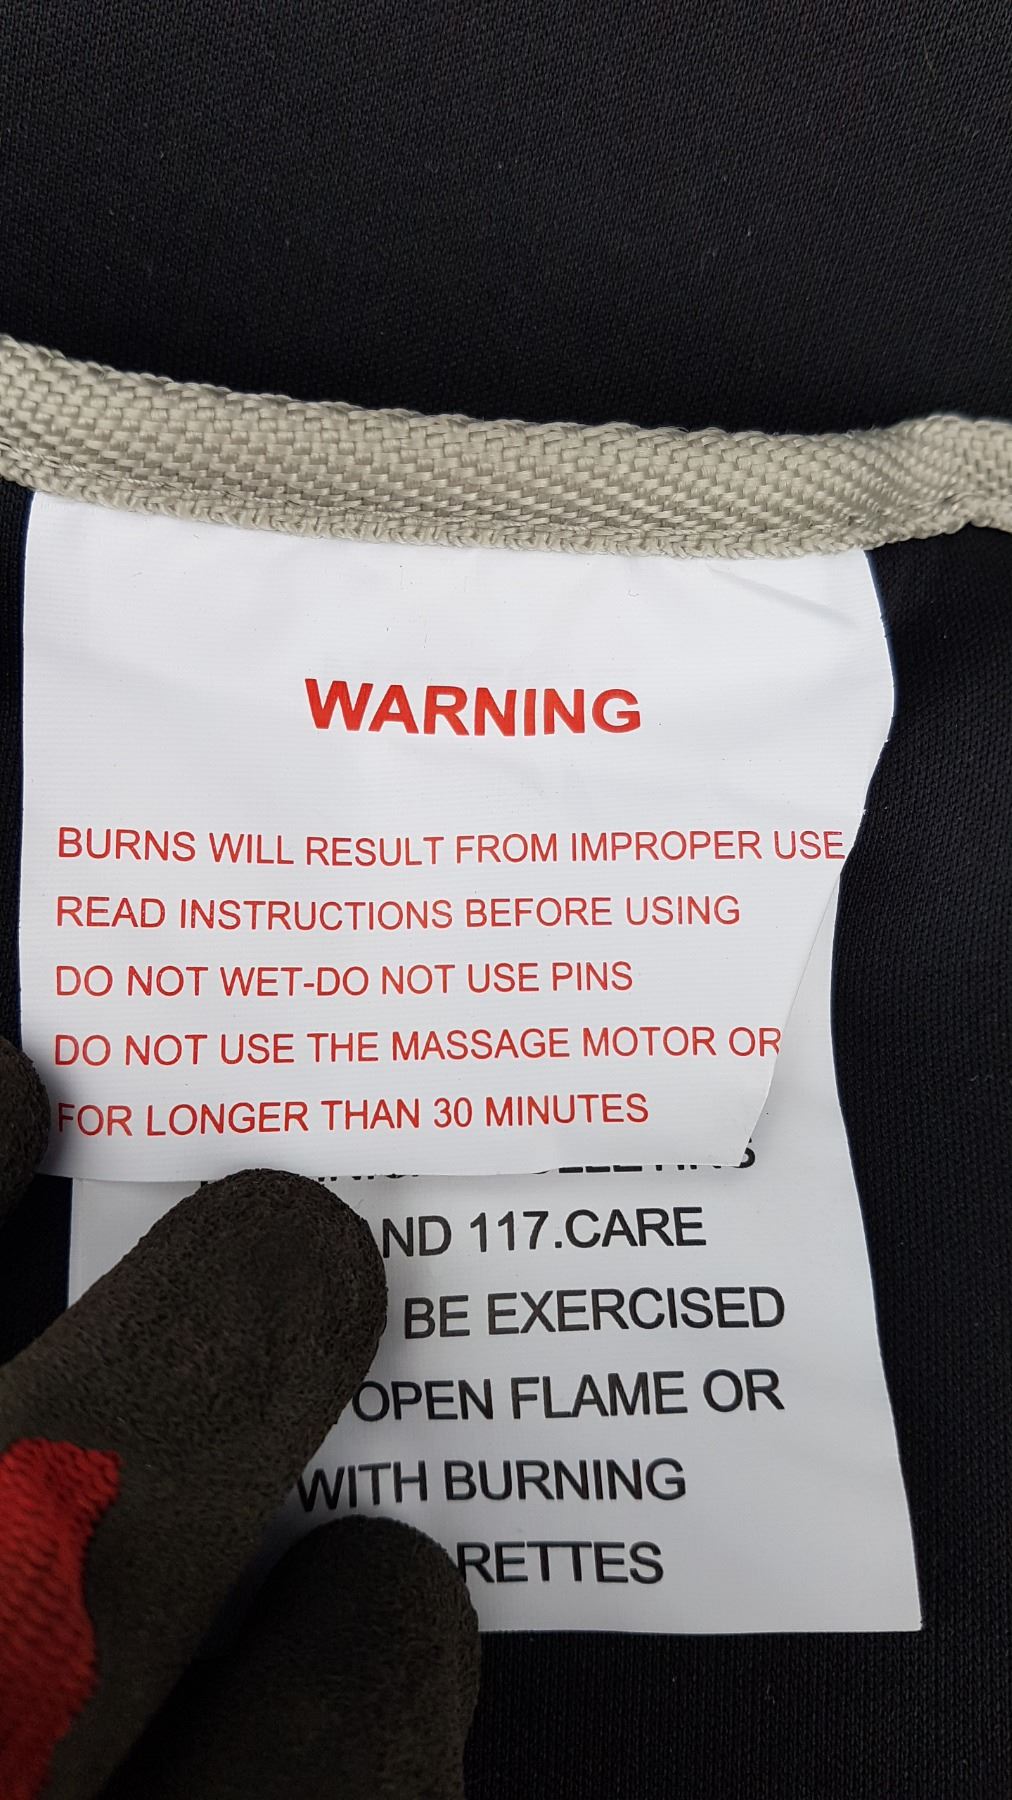 WARNING
BURNS WILL RESULT FROM IMPROPER USE
READ INSTRUCTIONS BEFORE USING
DO NOT WET-DO NOT USE PINS
DO NOT USE THE MASSAGE MOTOR OR
FOR LONGER THAN 30 MINUTES
ND 117.CARE
BE EXERCISED
OPEN FLAME OR
WITH BURNING
RETTES